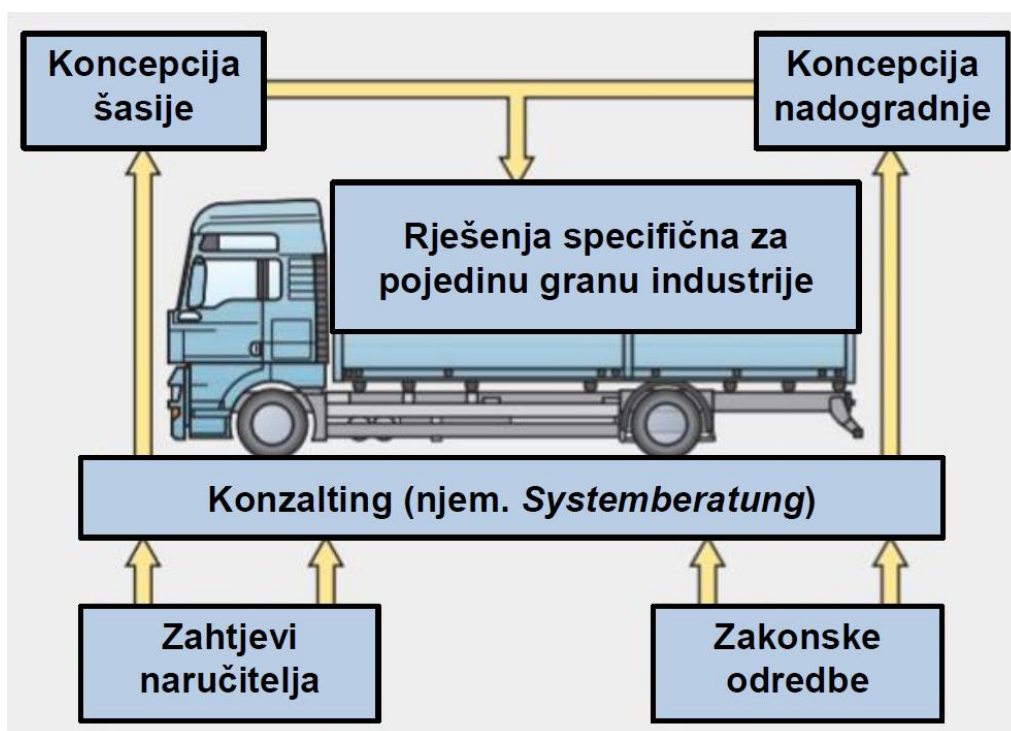 Koncepcija
šasije
Koncepcija
nadogradnje
Rješenja specifična za
pojedinu granu industrije
Konzalting (njem. Systemberatung)
Zahtjevi
naručitelja
Zakonske
odredbe